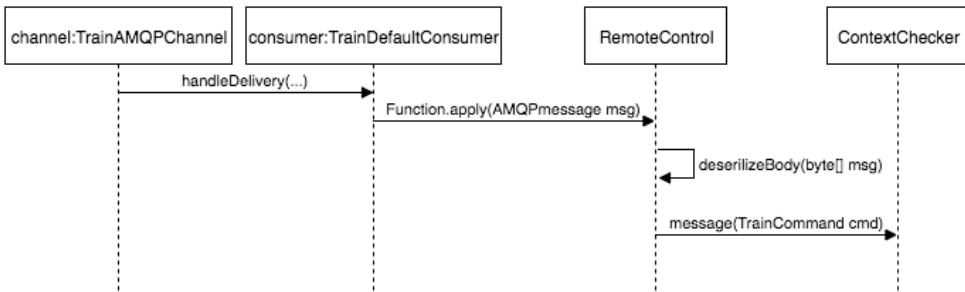 channel:TrainAMQPChannel
consumer:TrainDefaultConsumer
RemoteControl
ContextChecker
handleDelivery(...)
Function.apply(AMQPmessage msg)
deserilizeBody(byte[] msg)
message(TrainCommand cmd)